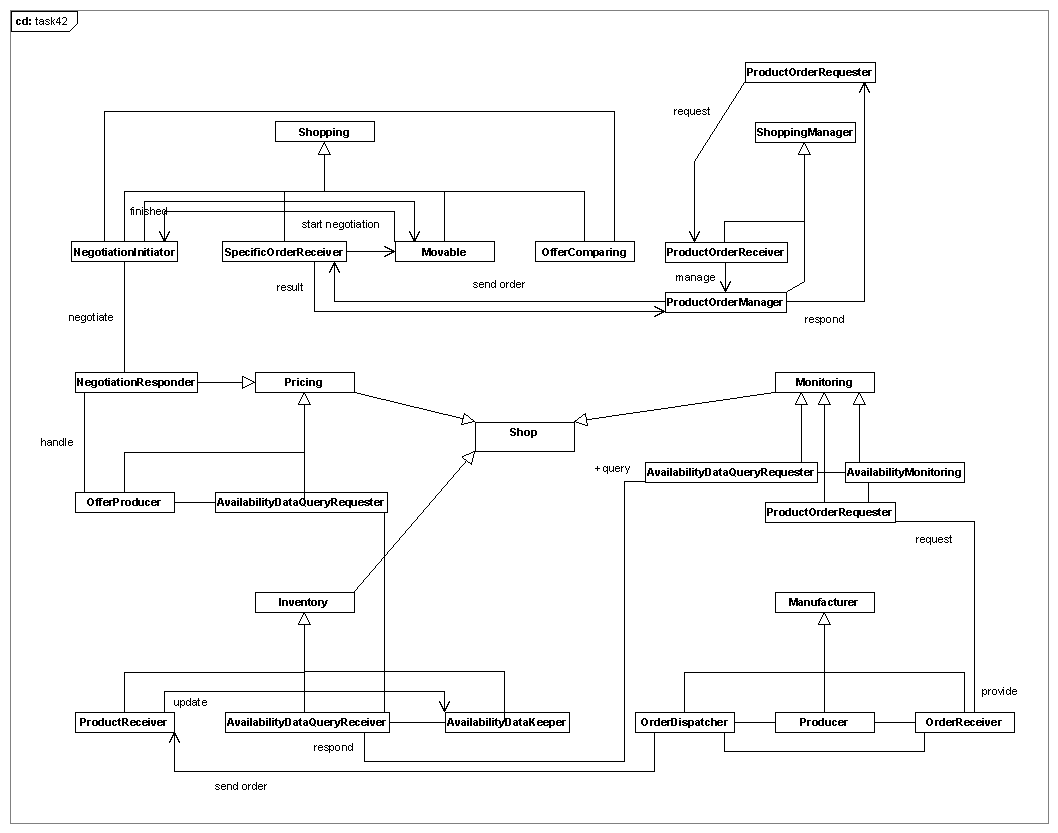 cd: task42
ProductOrderRequester
request
Shopping
ShoppingManager
finished
start negotiation
NegotiationInitiator
SpecificOrderReceiver
Movable
OfferComparing
ProductOrderReceiver
manage
result
send order
ProductOrderManager
respond
negotiate
NegotiationResponder
Pricing
Monitoring
Shop
handle
+query
AvailabilityDataQueryRequester
AvailabilityMonitoring
OfferProducer
AvailabilityDataQueryRequester
ProductOrderRequester
request
Inventory
Manufacturer
provide
update
ProductReceiver
AvailabilityDataQueryReceiver
AvailabilityDataKeeper
OrderDispatcher
Producer
OrderReceiver
respond
send order